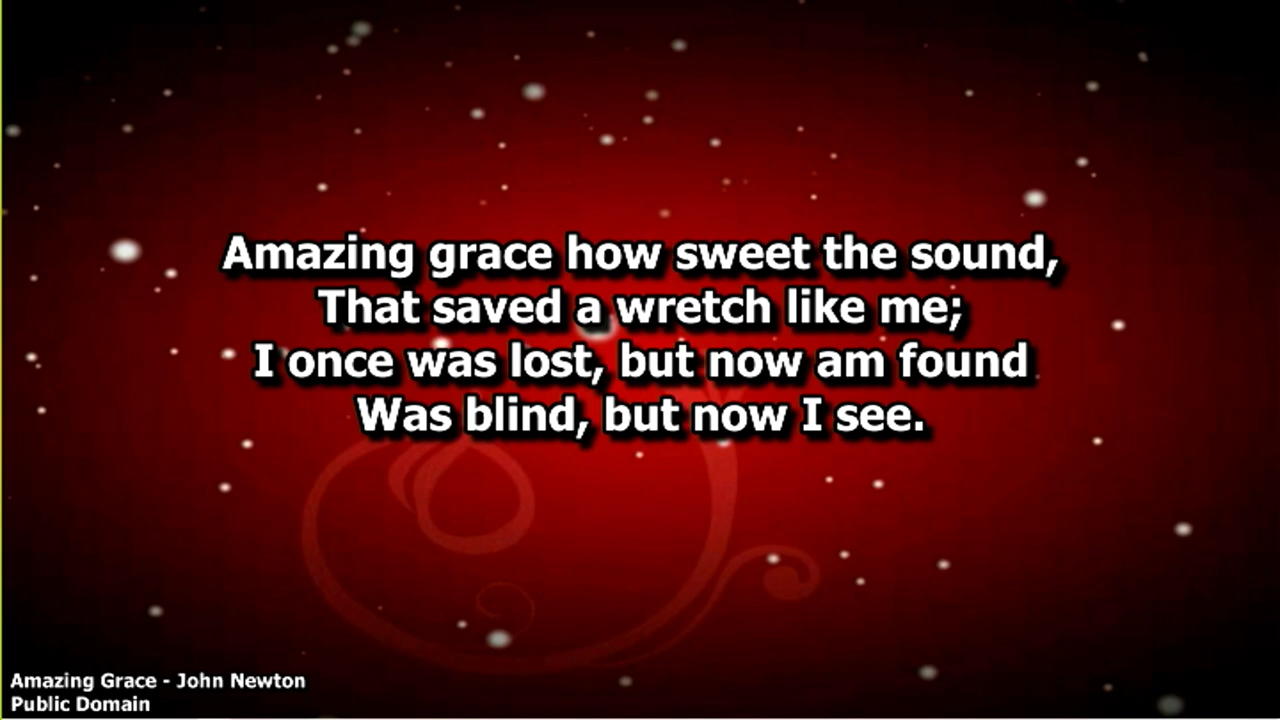 Amazing grace how sweet the sound,
That saved a wretch like me;
I once was lost, but now am found
Was blind, but now I see.
Amazing Grace - John Newton
Public Domain